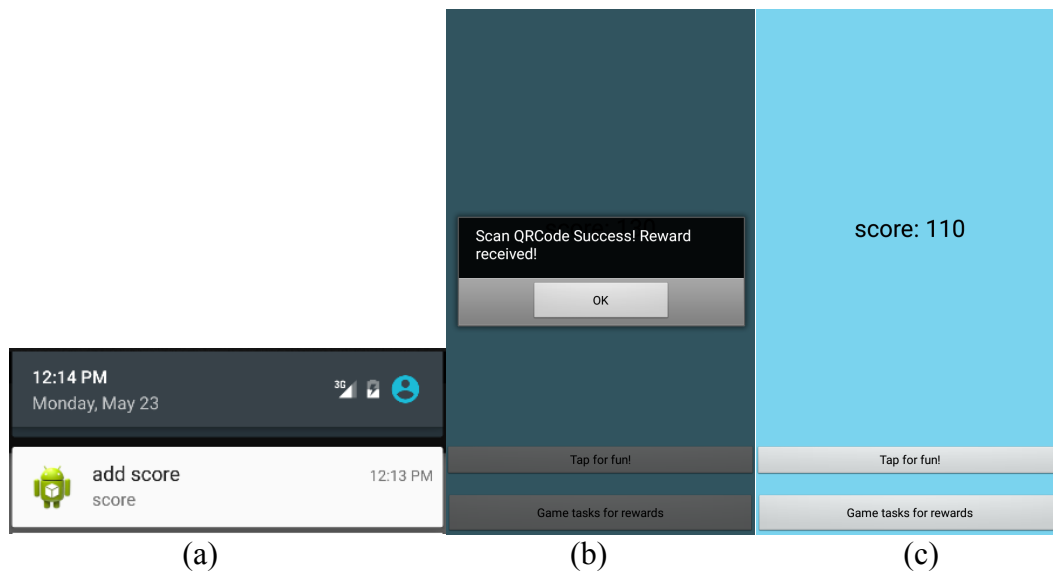 12:14 PM
3G
Monday, May 23
add score
12:13 PM
score
(a)
Scan QRCode Success! Reward
received!
OK
Tap for fun!
Game tasks for rewards
(b)
score: 110
Tap for fun!
Game tasks for rewards
(c)